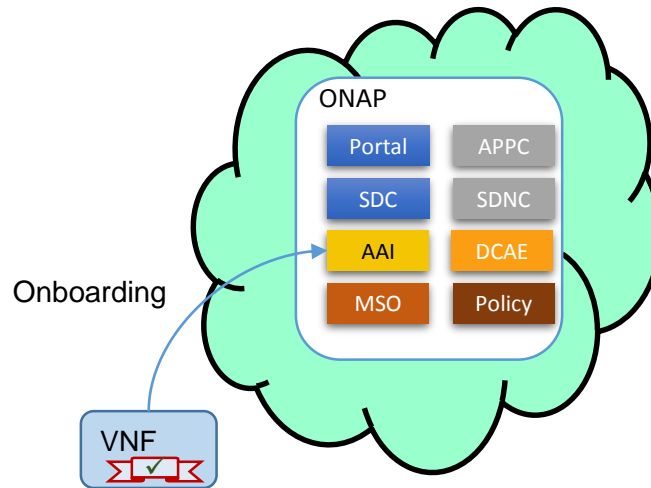 ONAP
Portal
APPC
SDC
SDNC
AAI
DCAE
MSO
Policy
Onboarding
VNF